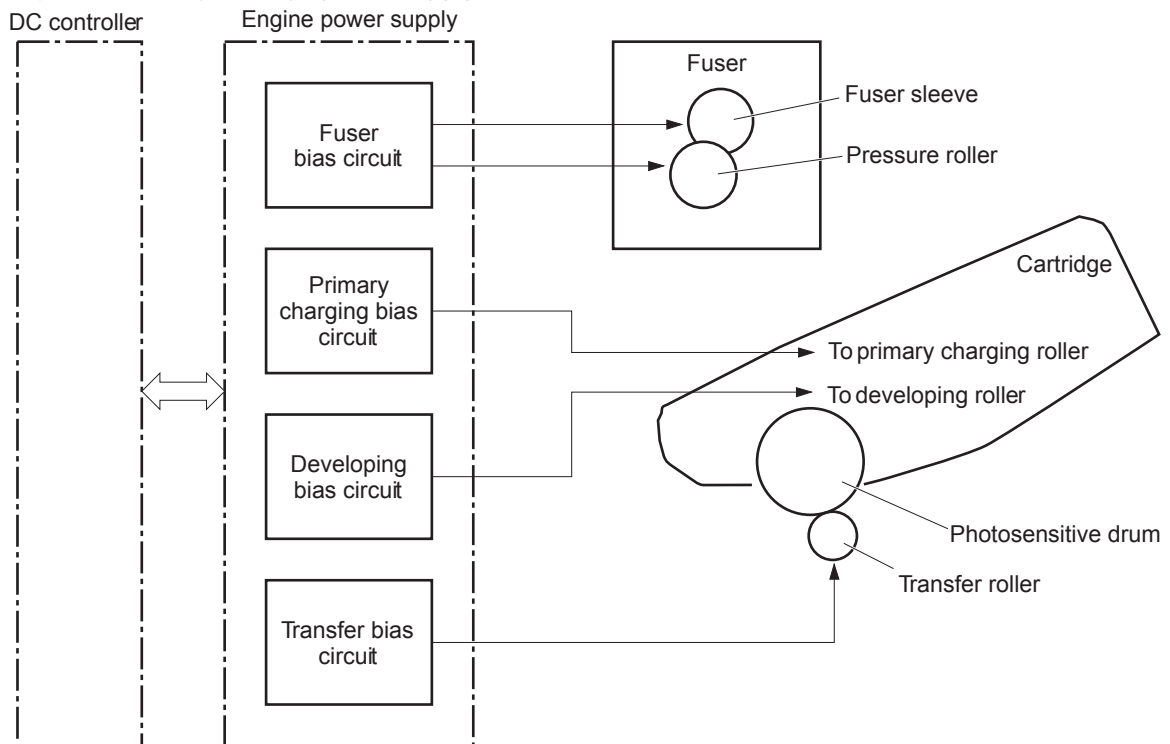 DC controller
Engine power supply
Fuser
bias circuit
Primary
charging bias
circuit
Developing
bias circuit
Transfer bias
circuit
Fuser
Fuser sleeve
Pressure roller
Cartridge
To primary charging roller
To developing roller
Photosensitive drum
Transfer roller